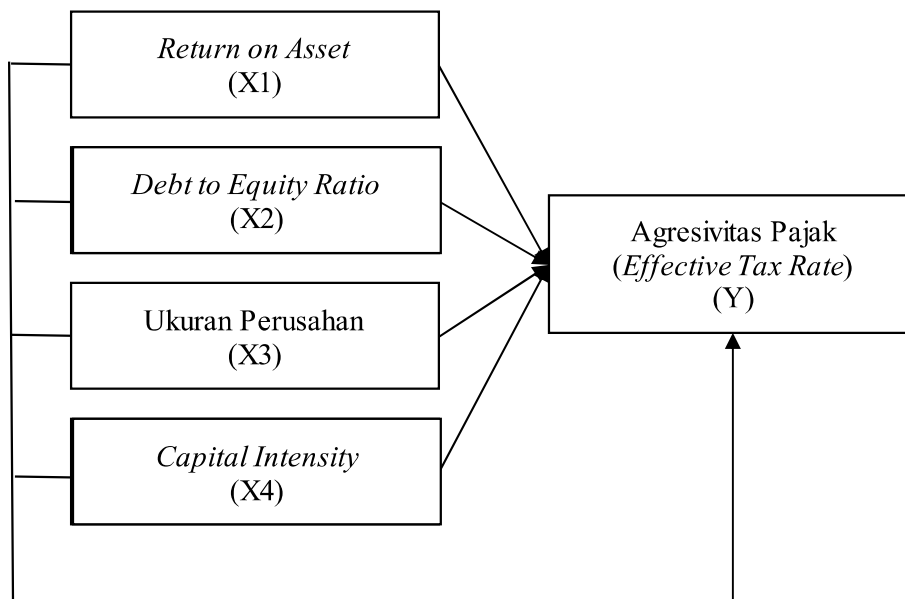 Return on Asset
(X1)
Debt to Equity Ratio
(X2)
Ukuran Perusahan
(X3)
Capital Intensity
(X4)
Agresivitas Pajak
(Effective Tax Rate)
(Y)